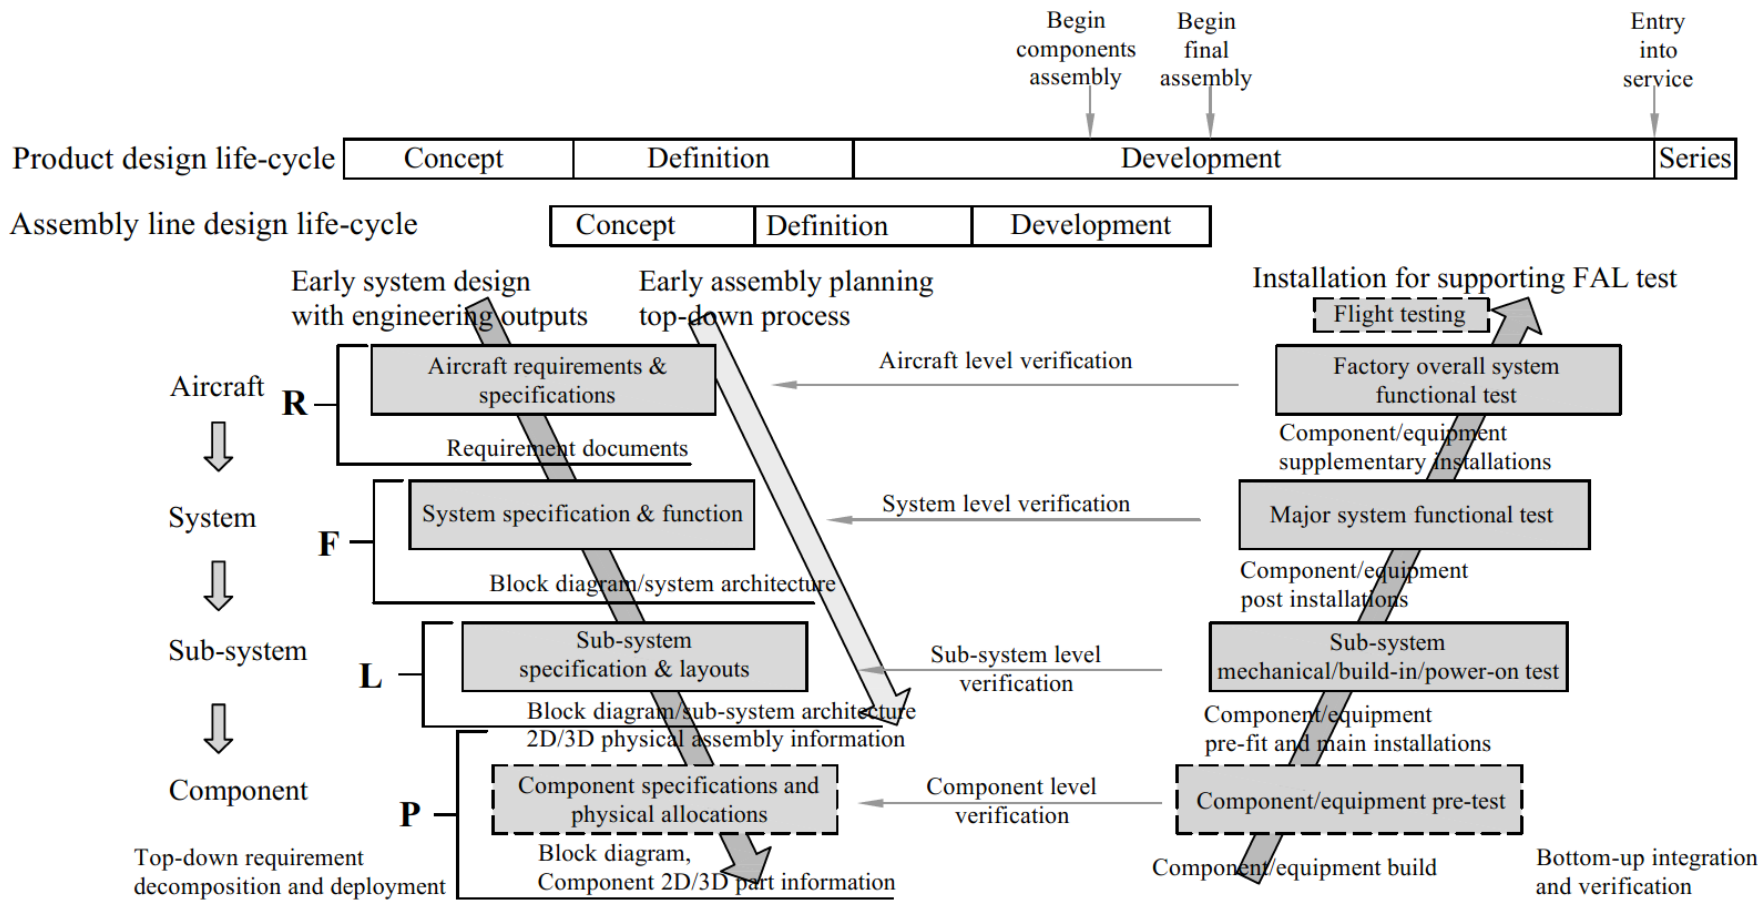 Begin
components
assembly
Begin
final
assembly
Entry
into
service
Product design life-cycle
Concept
Definition
Development
Series
Assembly line design life-cycle
Concept
Definition
Development
Early system design
with engineering outputs
Early assembly planning
top-down process
Installation for supporting FAL test
Flight testing
Aircraft
R
Aircraft requirements &
specifications
Requirement documents
Aircraft level verification
Factory overall system
functional test
Component/equipment
supplementary installations
System
F
System specification & function
Block diagram/system architecture
System level verification
Major system functional test
Component/equipment
post installations
Sub-system
L
Sub-system
specification & layouts
Block diagram/sub-system architecture
2D/3D physical assembly information
Sub-system level
verification
Sub-system
mechanical/build-in/power-on test
Component/equipment
pre-fit and main installations
Component
P
Component specifications and
physical allocations
Block diagram,
Component 2D/3D part information
Component level
verification
Component/equipment pre-test
Component/equipment build
Top-down requirement
decomposition and deployment
Bottom-up integration
and verification